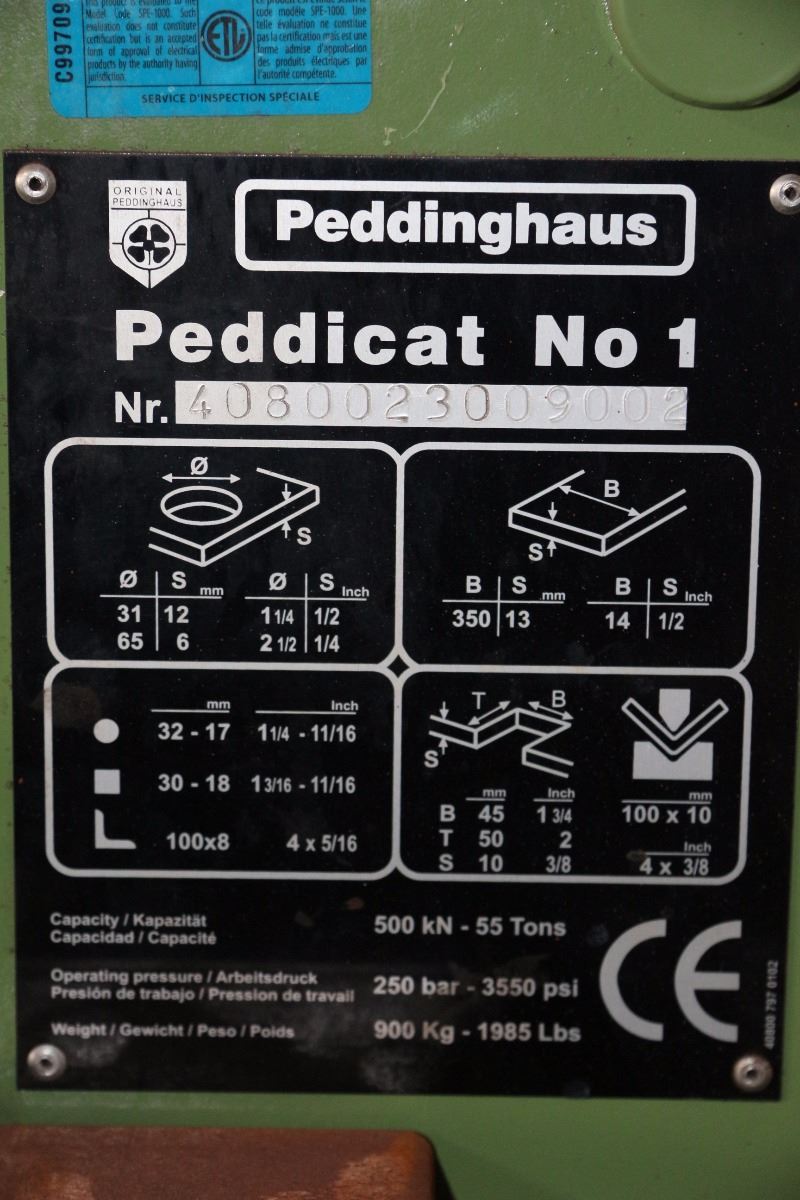 C99709
this product is evaluated to the
Model Code SPE-1000. Such
evaluation does not constitute
certification but is an accepted
form of approval of electrical
products by the authority having
jurisdiction.
ETL
code modèle SPE-1000. Une
telle évaluation ne constitue
pas la certification mais est une
forme admise d'approbation
des produits électriques par
l'autorité compétente.
SERVICE D'INSPECTION SPÉCIALE
ORIGINAL
PEDDINGHAUS
Peddinghaus
Peddicat No 1
Nr. 4080023009002
Ø
S
Ø S mm Ø S Inch
31 12 1 1/4 1/2
65 6 2 1/2 1/4
B
S
B S mm B S Inch
350 13 14 1/2
mm Inch
32 - 17 1 1/4 - 11/16
30 - 18 1 3/16 - 11/16
100x8 4 x 5/16
T B
S
mm Inch
B 45 1 3/4
T 50 2
S 10 3/8
mm
100 x 10
Inch
4 x 3/8
Capacity / Kapazität
Capacidad / Capacité
500 kN - 55 Tons
Operating pressure / Arbeitsdruck
Presión de trabajo / Pression de travail
250 bar - 3550 psi
Weight / Gewicht / Peso / Poids
900 Kg - 1985 Lbs
CE
40800 797 0102